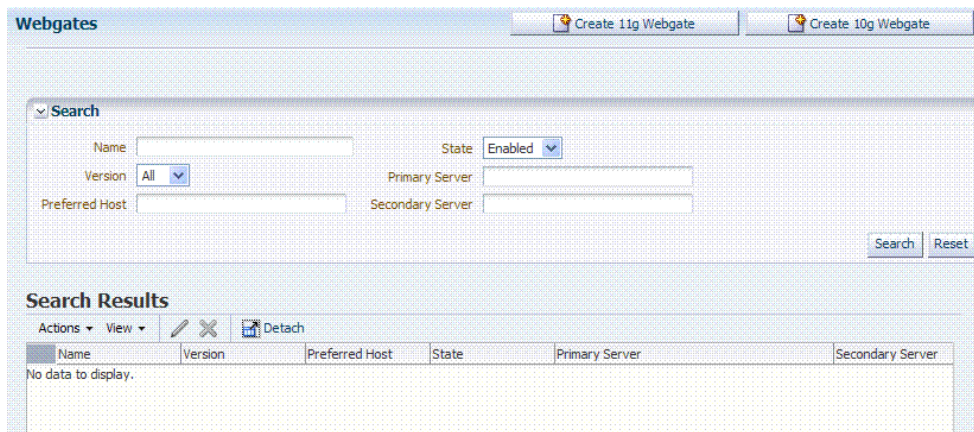 Webgates Create 11g Webgate Create 10g Webgate
Search
Name State Enabled
Version All Primary Server
Preferred Host Secondary Server
Search Reset
Search Results
Actions View Detach
Name Version Preferred Host State Primary Server Secondary Server
No data to display.